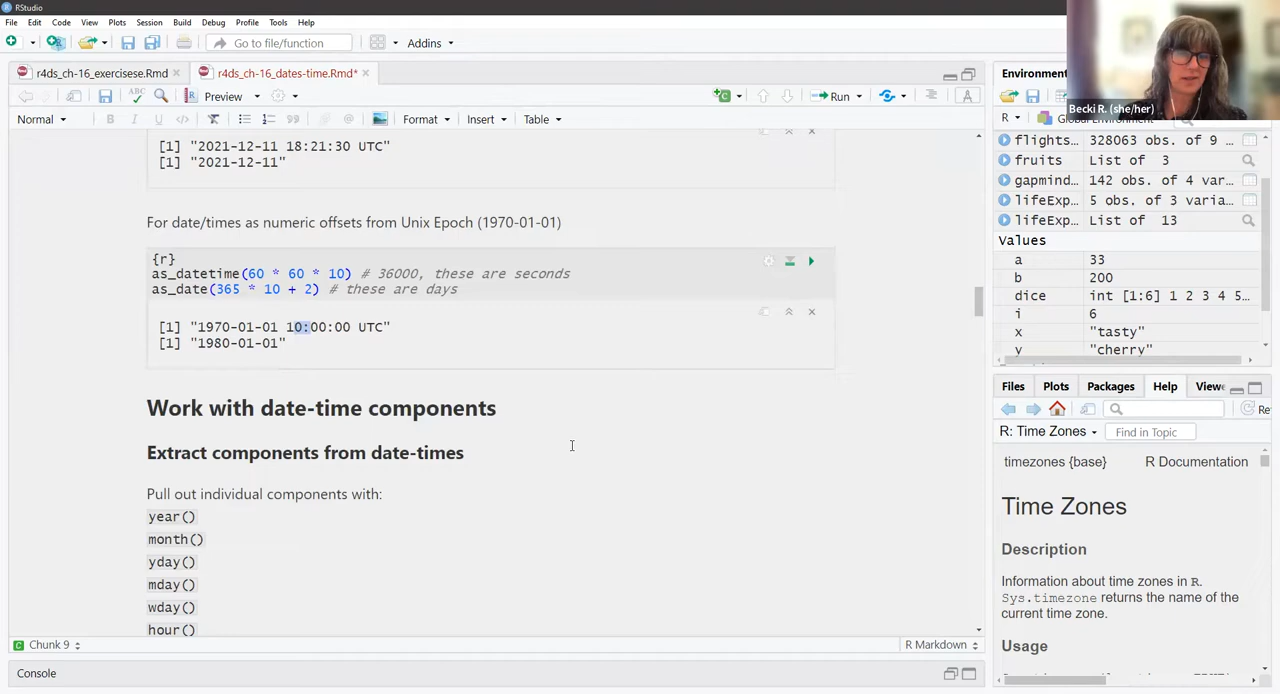 RStudio
File Edit Code View Plots Session Build Debug Profile Tools Help
Go to file/function Addins
r4ds_ch-16_exercisese.Rmd r4ds_ch-16_dates-time.Rmd*
ABC Preview Run
Normal B I U Format Insert Table
[1] "2021-12-11 18:21:30 UTC"
[1] "2021-12-11"
For date/times as numeric offsets from Unix Epoch (1970-01-01)
{r}
as_datetime(60 * 60 * 10) # 36000, these are seconds
as_date(365 * 10 + 2) # these are days
[1] "1970-01-01 10:00:00 UTC"
[1] "1980-01-01"
Work with date-time components
Extract components from date-times
Pull out individual components with:
year()
month()
yday()
mday()
wday()
hour()
Chunk 9 R Markdown
Console
Becki R. (she/her)
Environment
R Global
flights… 328063 obs. of 9 …
fruits List of 3
gapmind… 142 obs. of 4 var…
lifeExp… 5 obs. of 3 varia…
lifeExp… List of 13
Values
a 33
b 200
dice int [1:6] 1 2 3 4 5…
i 6
x "tasty"
y "cherry"
Files Plots Packages Help View
Re
R: Time Zones Find in Topic
timezones {base} R Documentation
Time Zones
Description
Information about time zones in R.
Sys.timezone returns the name of the
current time zone.
Usage